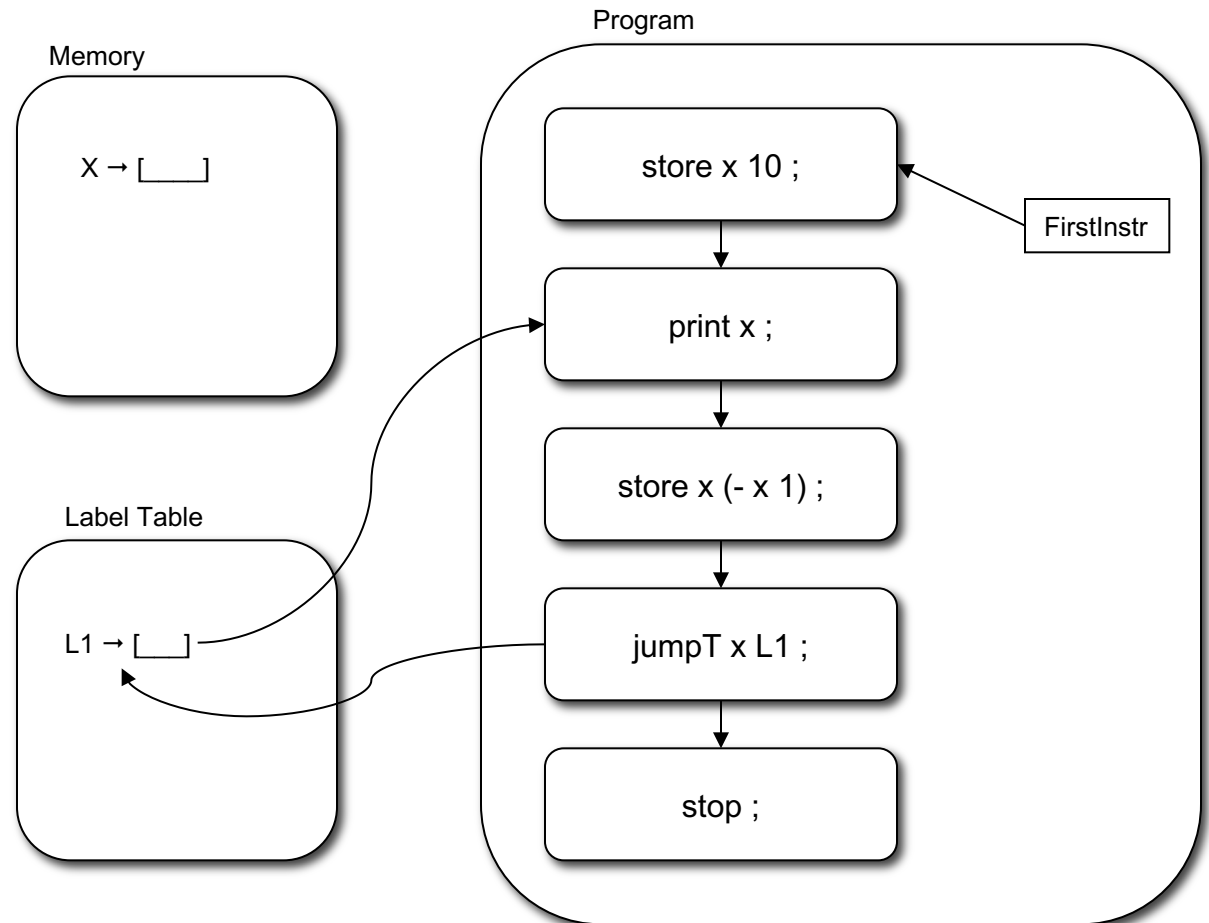 Program
Memory
X → [____]
store x 10 ;
FirstInstr
print x ;
store x (- x 1) ;
Label Table
L1 → [___]
jumpT x L1 ;
stop ;